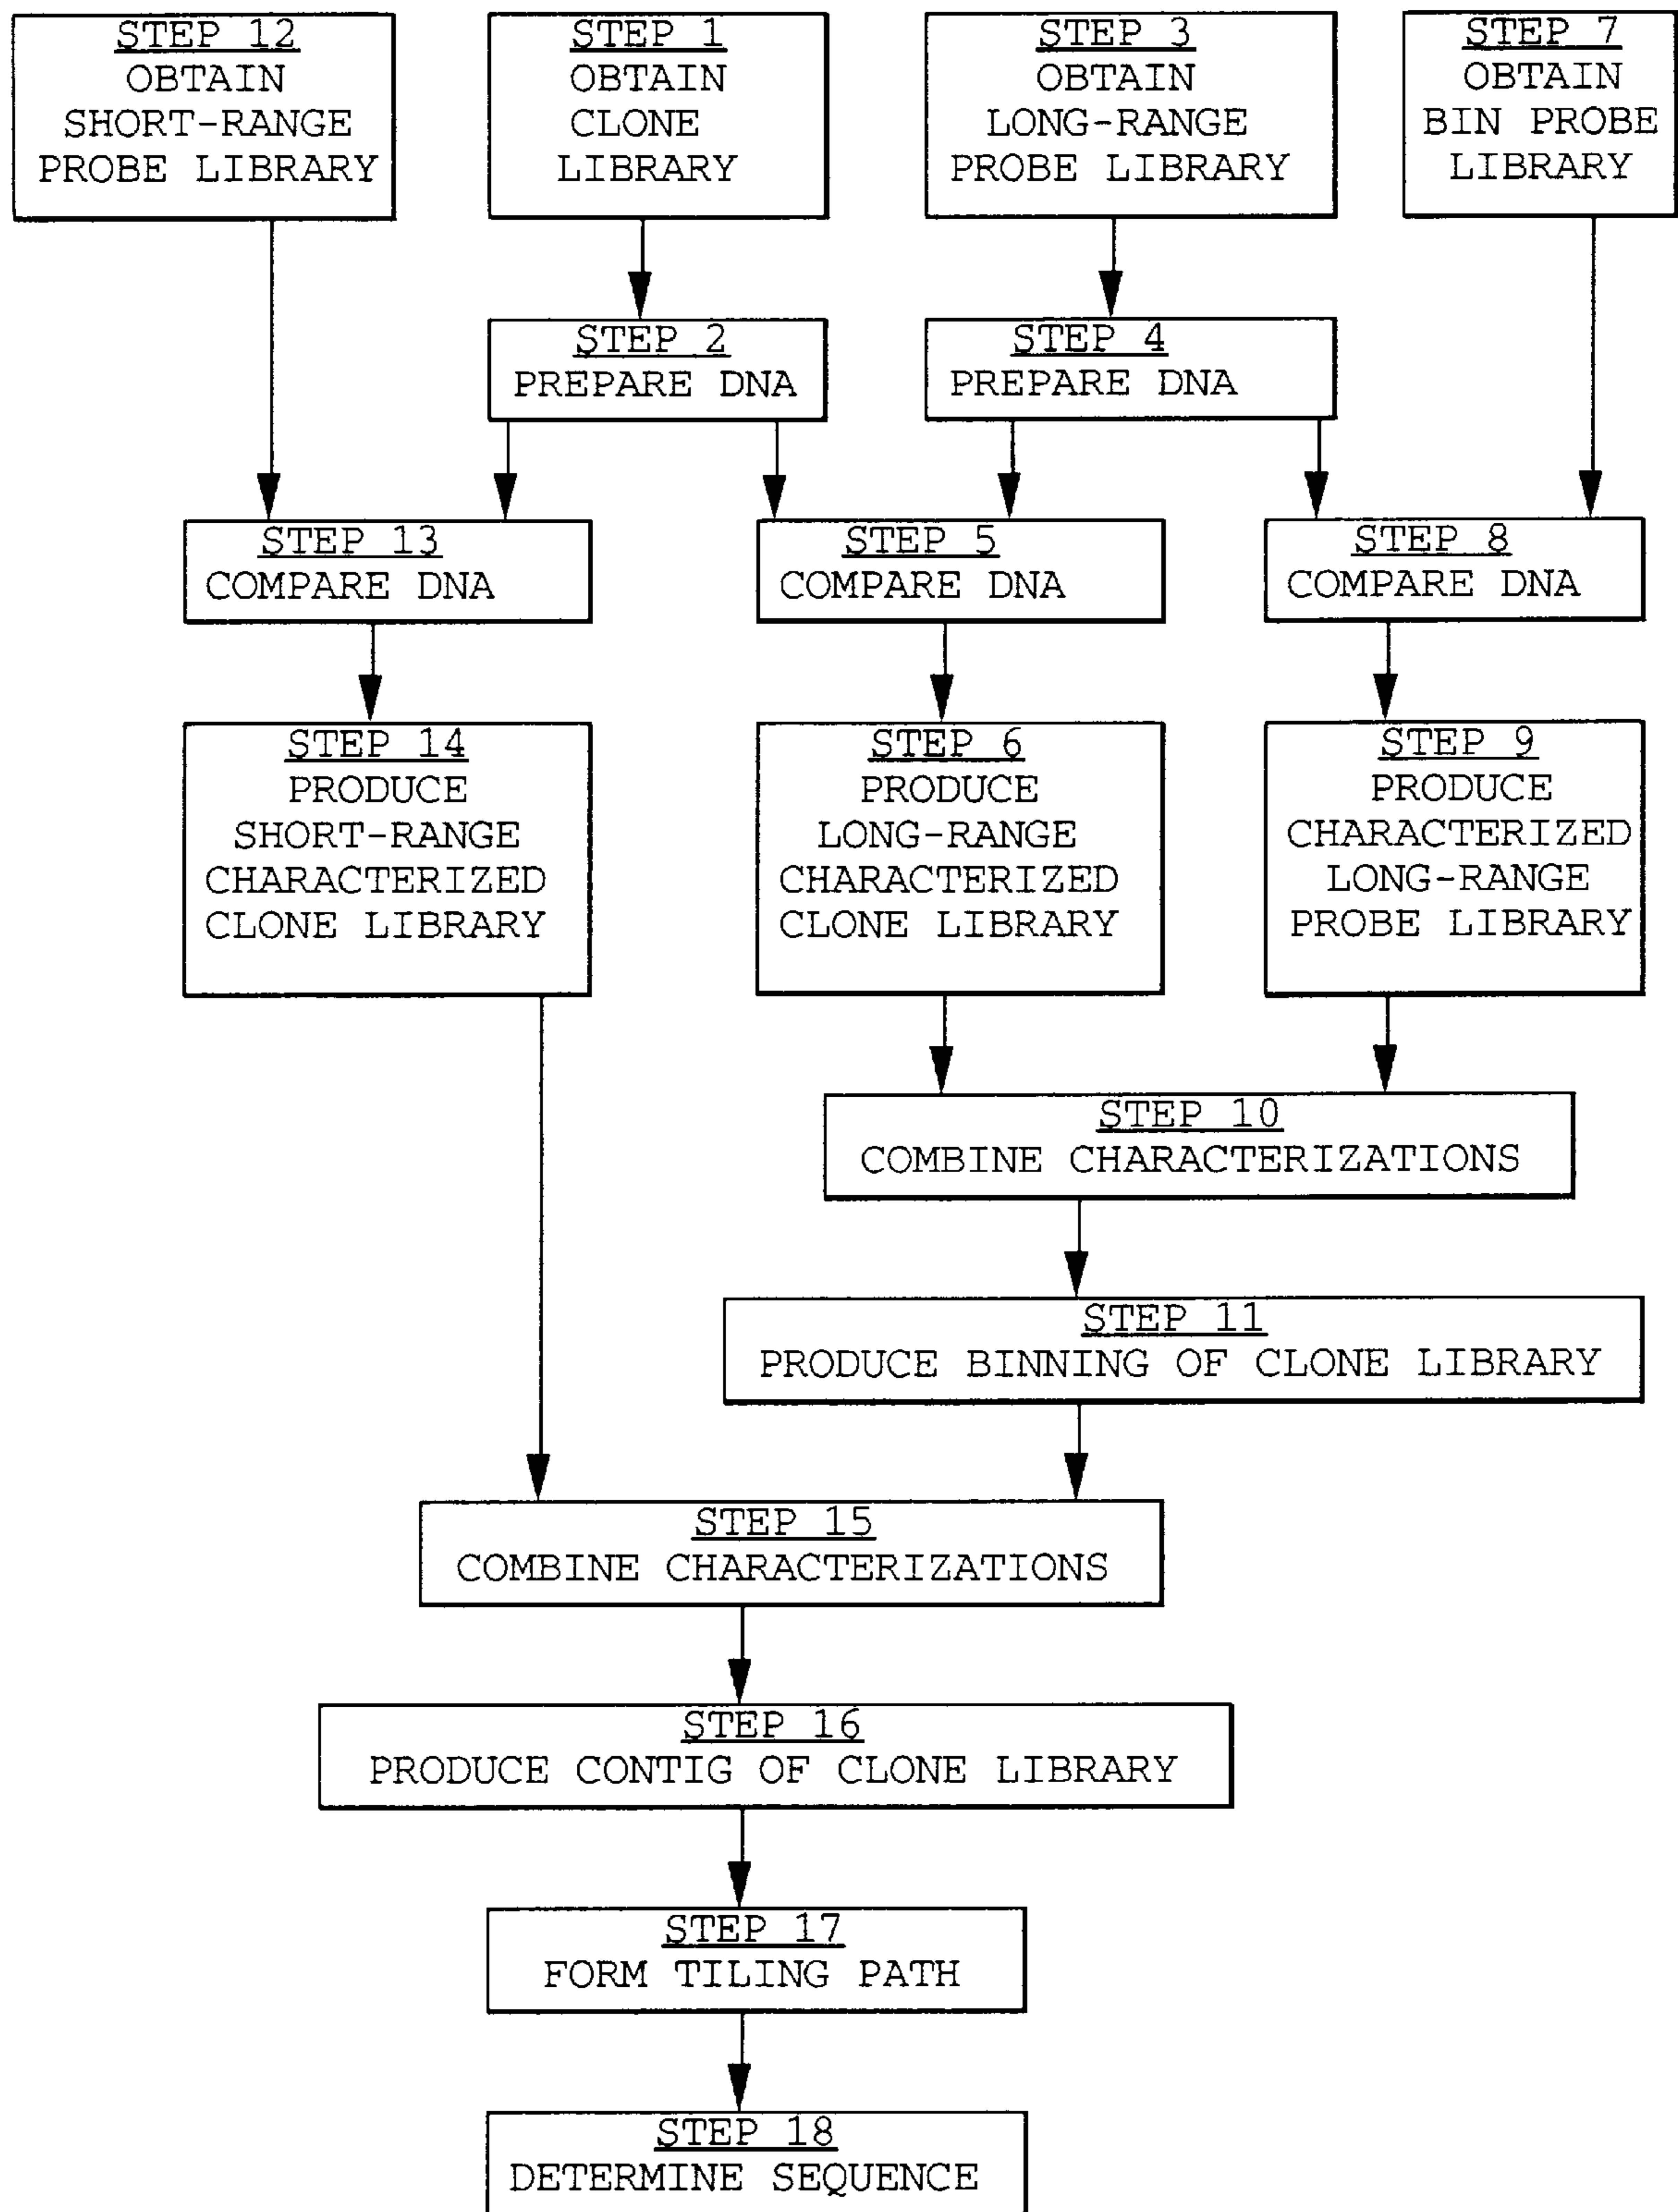 STEP 12
OBTAIN
SHORT-RANGE
PROBE LIBRARY
STEP 1
OBTAIN
CLONE
LIBRARY
STEP 3
OBTAIN
LONG-RANGE
PROBE LIBRARY
STEP 7
OBTAIN
BIN PROBE
LIBRARY
STEP 2
PREPARE DNA
STEP 4
PREPARE DNA
STEP 13
COMPARE DNA
STEP 5
COMPARE DNA
STEP 8
COMPARE DNA
STEP 14
PRODUCE
SHORT-RANGE
CHARACTERIZED
CLONE LIBRARY
STEP 6
PRODUCE
LONG-RANGE
CHARACTERIZED
CLONE LIBRARY
STEP 9
PRODUCE
CHARACTERIZED
LONG-RANGE
PROBE LIBRARY
STEP 10
COMBINE CHARACTERIZATIONS
STEP 11
PRODUCE BINNING OF CLONE LIBRARY
STEP 15
COMBINE CHARACTERIZATIONS
STEP 16
PRODUCE CONTIG OF CLONE LIBRARY
STEP 17
FORM TILING PATH
STEP 18
DETERMINE SEQUENCE